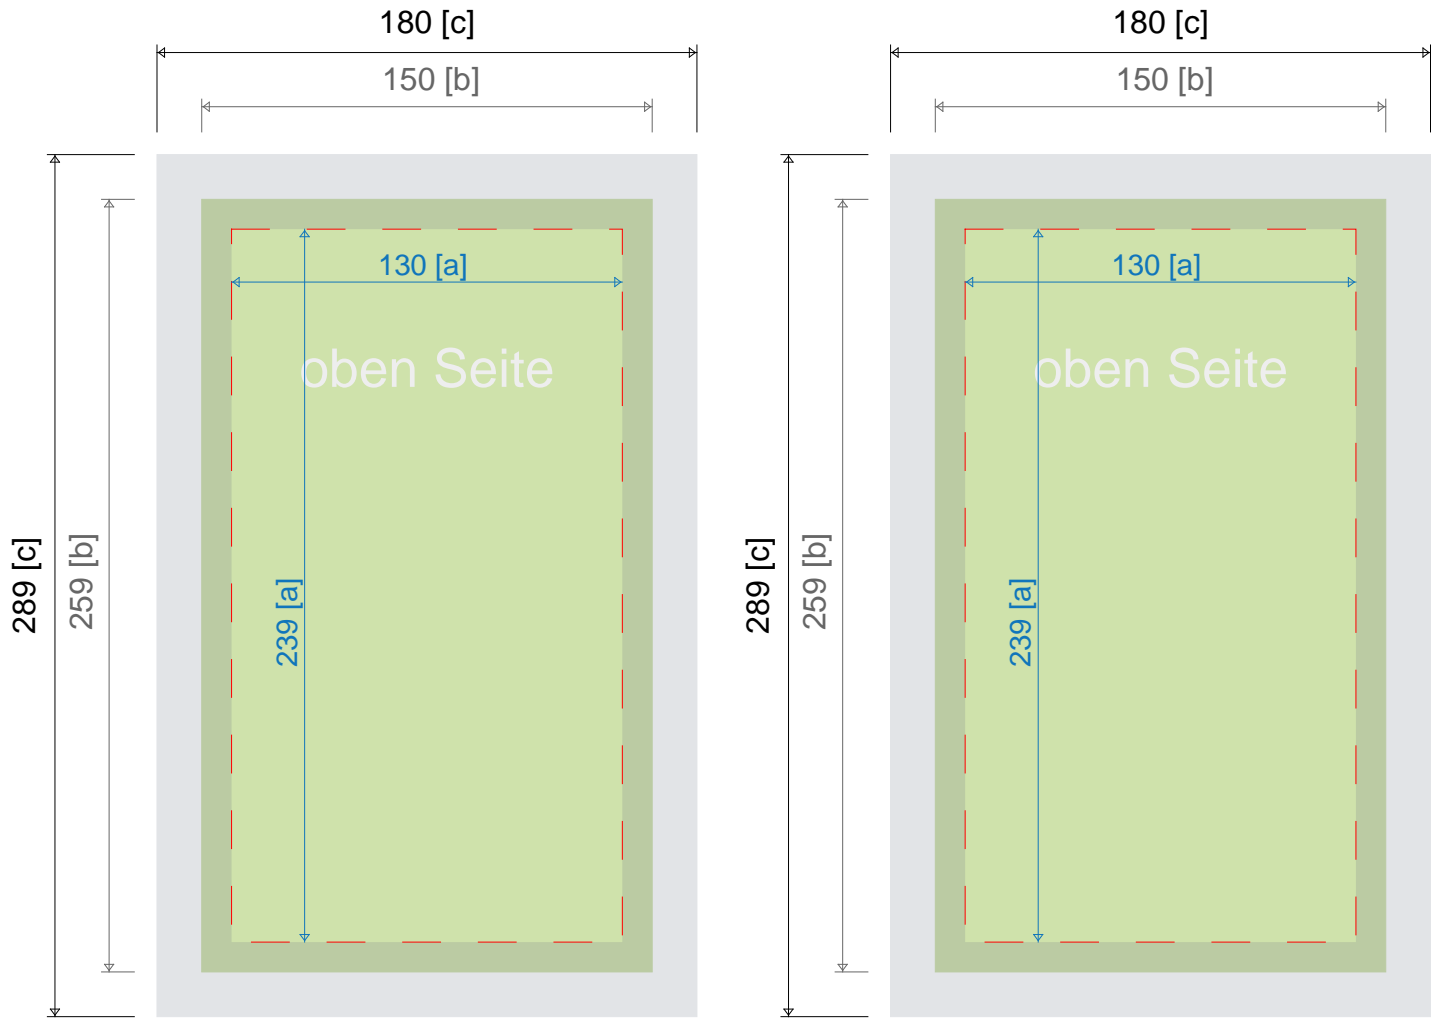 180 [c]
150 [b]
130 [a]
oben Seite
289 [c]
259 [b]
239 [a]
180 [c]
150 [b]
130 [a]
oben Seite
289 [c]
259 [b]
239 [a]